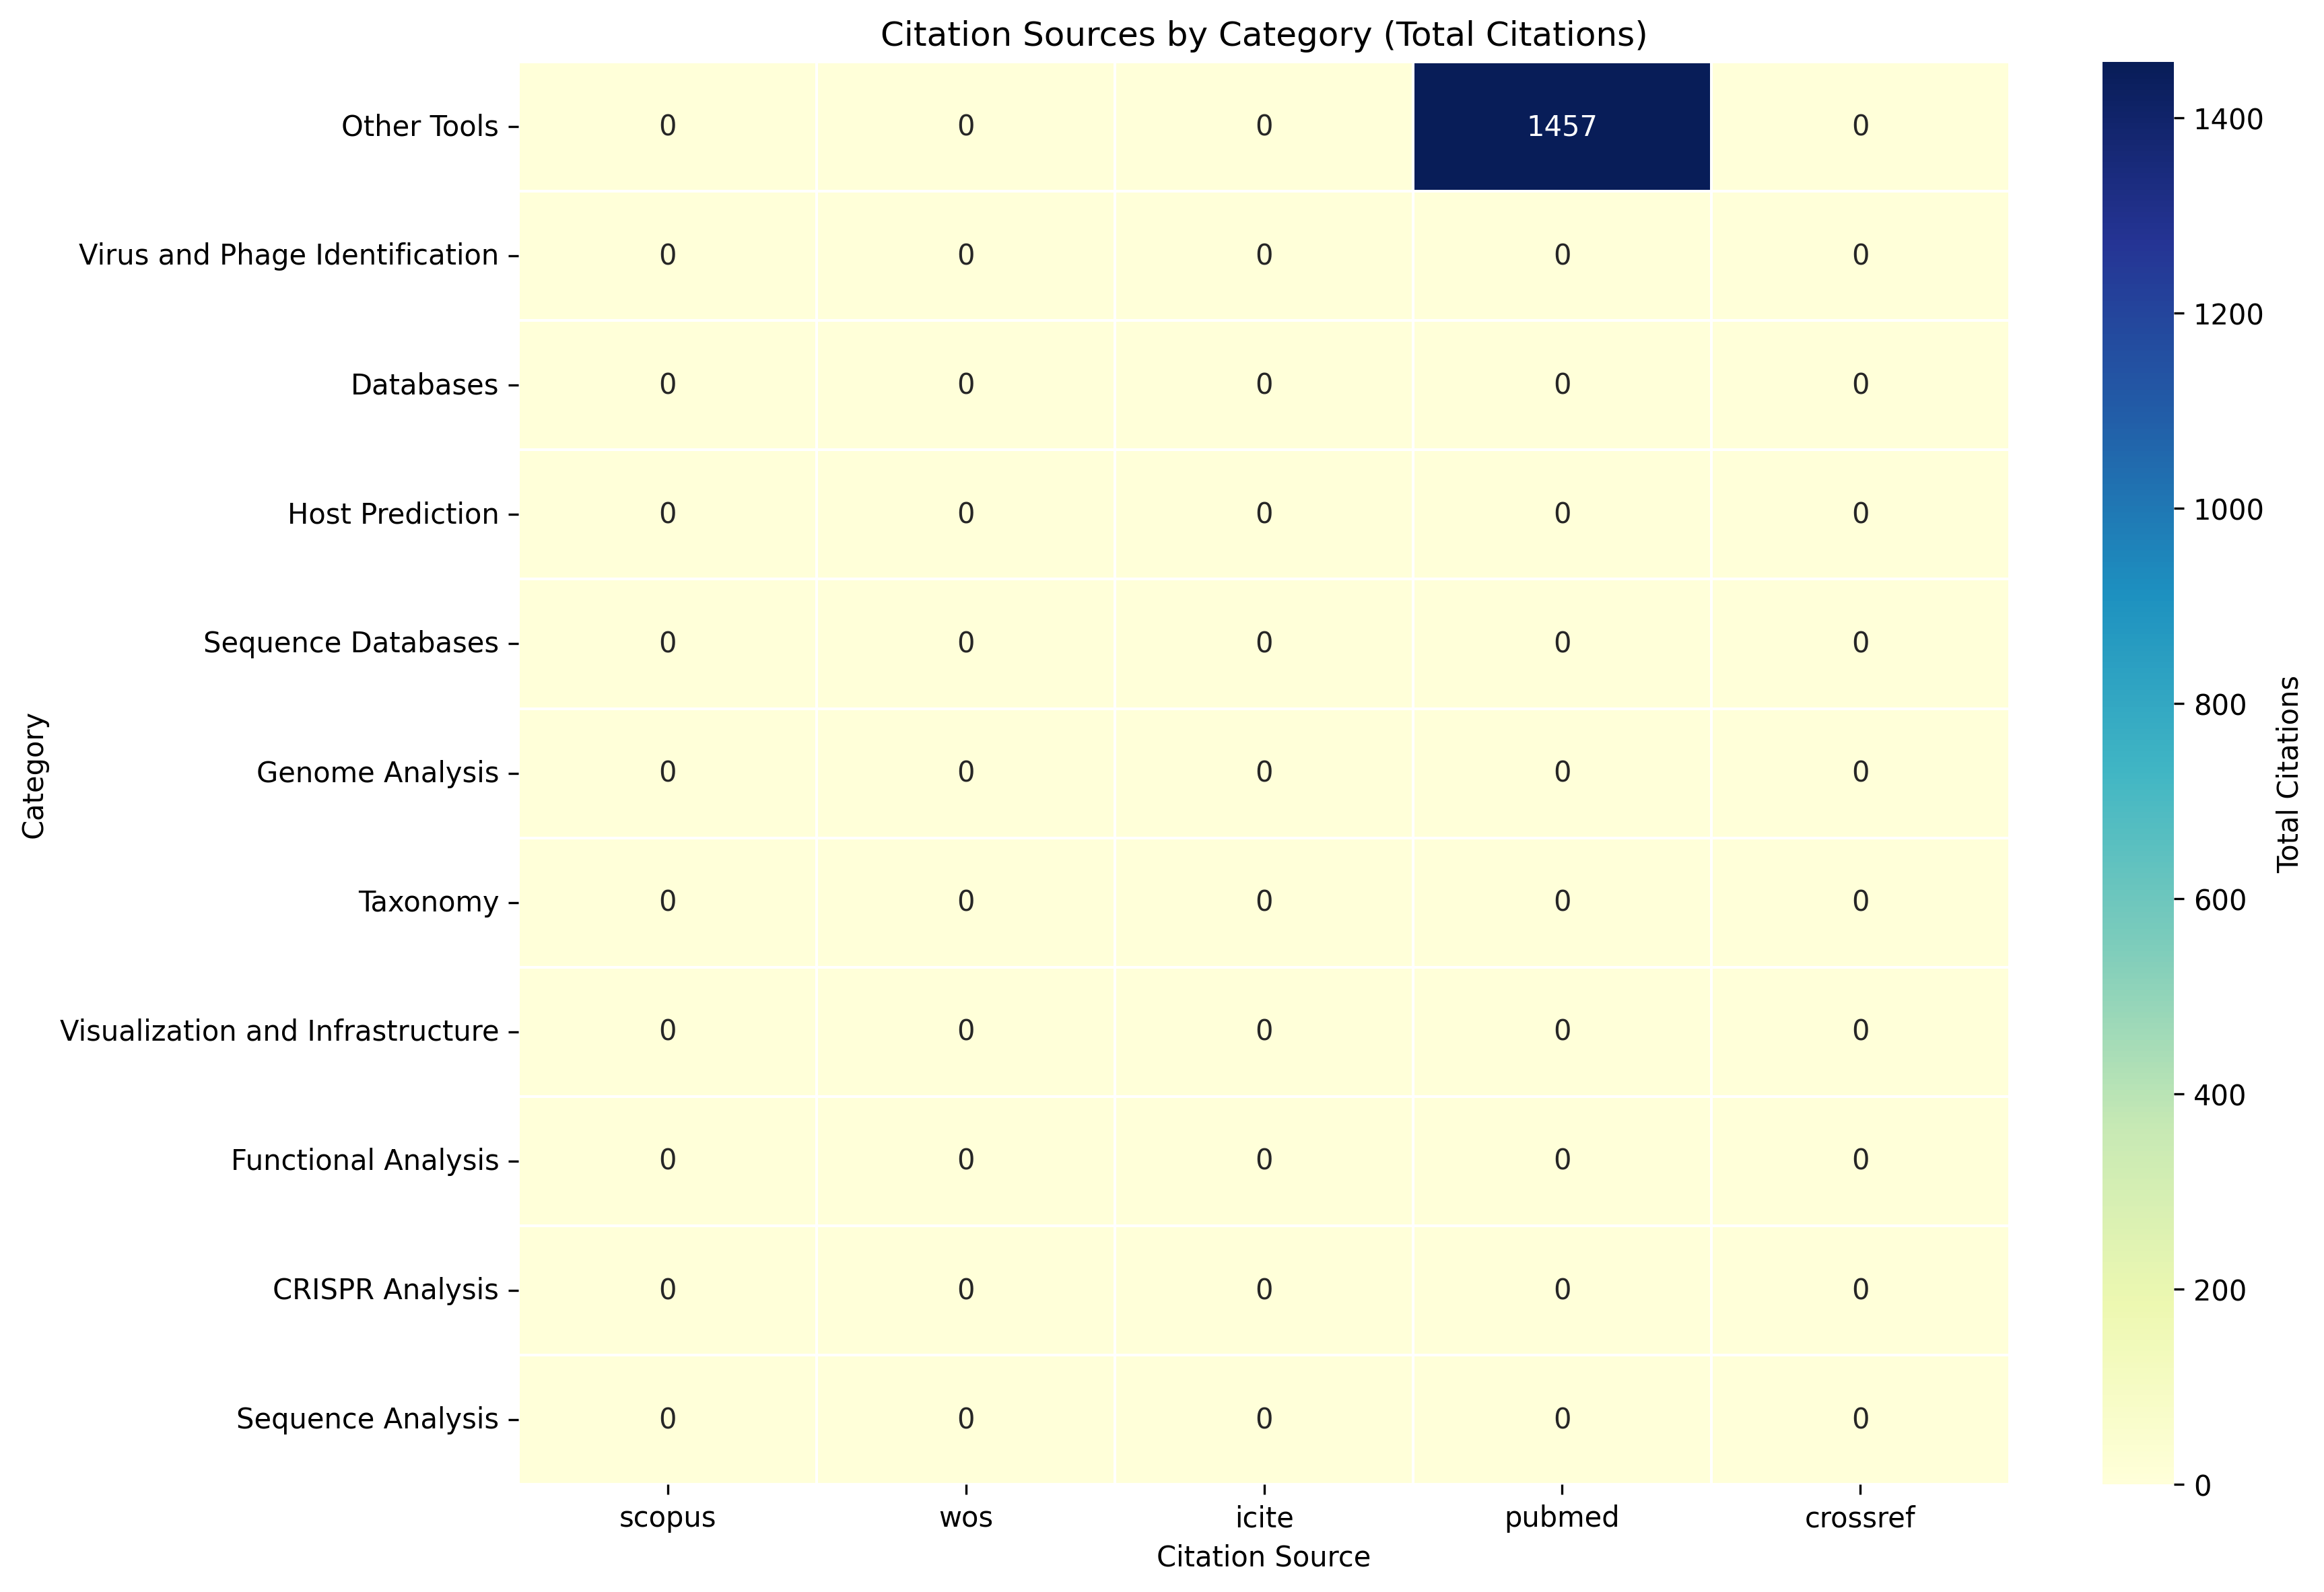 Citation Sources by Category (Total Citations)
Other Tools 0 0 0 1457 0
Virus and Phage Identification 0 0 0 0 0
Databases 0 0 0 0 0
Host Prediction 0 0 0 0 0
Sequence Databases 0 0 0 0 0
Genome Analysis 0 0 0 0 0
Taxonomy 0 0 0 0 0
Visualization and Infrastructure 0 0 0 0 0
Functional Analysis 0 0 0 0 0
CRISPR Analysis 0 0 0 0 0
Sequence Analysis 0 0 0 0 0
scopus wos icite pubmed crossref
Citation Source
Category
1400
1200
1000
800
600
400
200
0
Total Citations